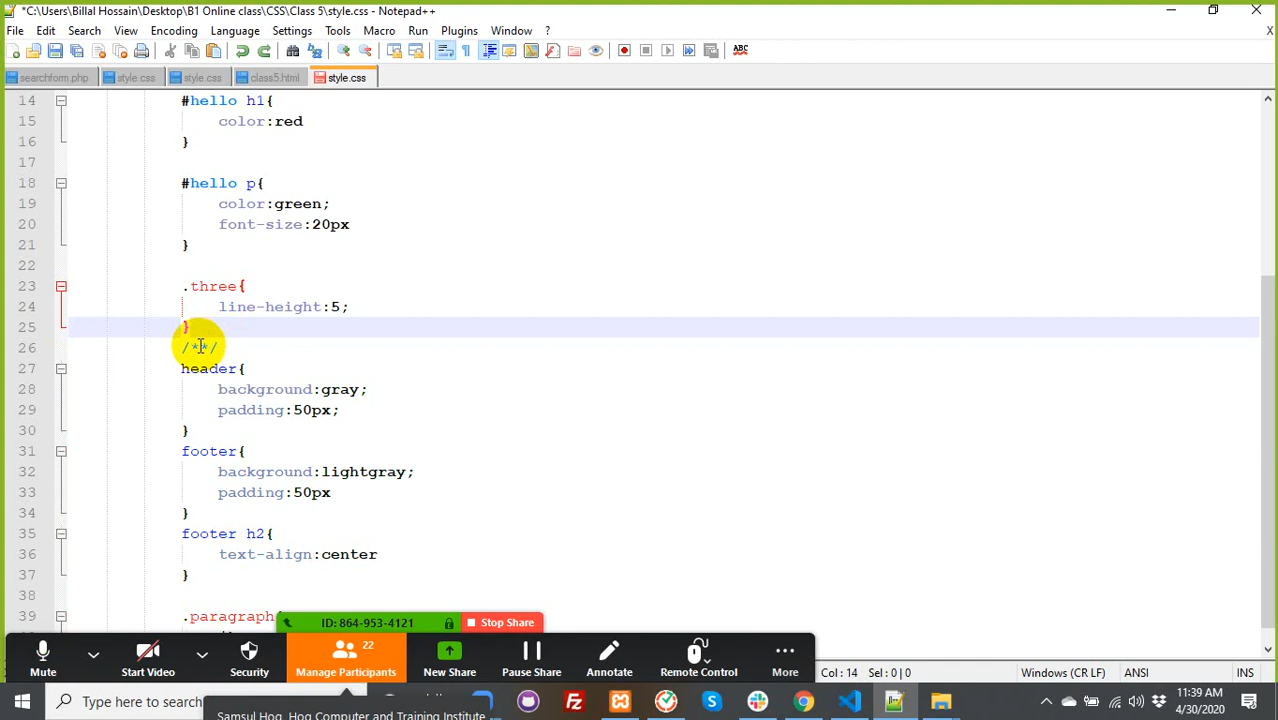 *C:\Users\Billal Hossain\Desktop\B1 Online class\CSS\Class 5\style.css - Notepad++
File Edit Search View Encoding Language Settings Tools Macro Run Plugins Window ? X
searchform.php style.css style.css class5.html style.css
14 #hello h1{
15 color:red
16 }
17
18 #hello p{
19 color:green;
20 font-size:20px
21 }
22
23 .three{
24 line-height:5;
25 }
26 /**/
27 header{
28 background:gray;
29 padding:50px;
30 }
31 footer{
32 background:lightgray;
33 padding:50px
34 }
35 footer h2{
36 text-align:center
37 }
38
39 .paragraph{
ID: 864-953-4121 Stop Share
22
Mute Start Video Security Manage Participants New Share Pause Share Annotate Remote Control More
Col : 14 Sel : 0 | 0 Windows (CR LF) ANSI INS
Type here to search
11:39 AM
4/30/2020
Samsul Hoq, Hoq Computer and Training Institute